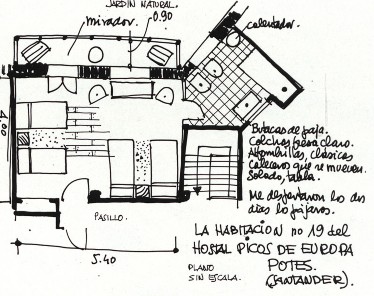 JARDIN NATURAL.
mirador.
0.90
calentador.
4.00
Butacas de paja.
Colchas fiesa claro.
Alfombrillas, clásicas
Cabeceros que se mueven.
Solado, tabla.
Me despertaron los dos
días los pájaros.
PASILLO.
5.40
LA HABITACION no 19 del
HOSTAL PICOS DE EUROPA
POTES.
(SANTANDER).
PLANO
SIN ESCALA.